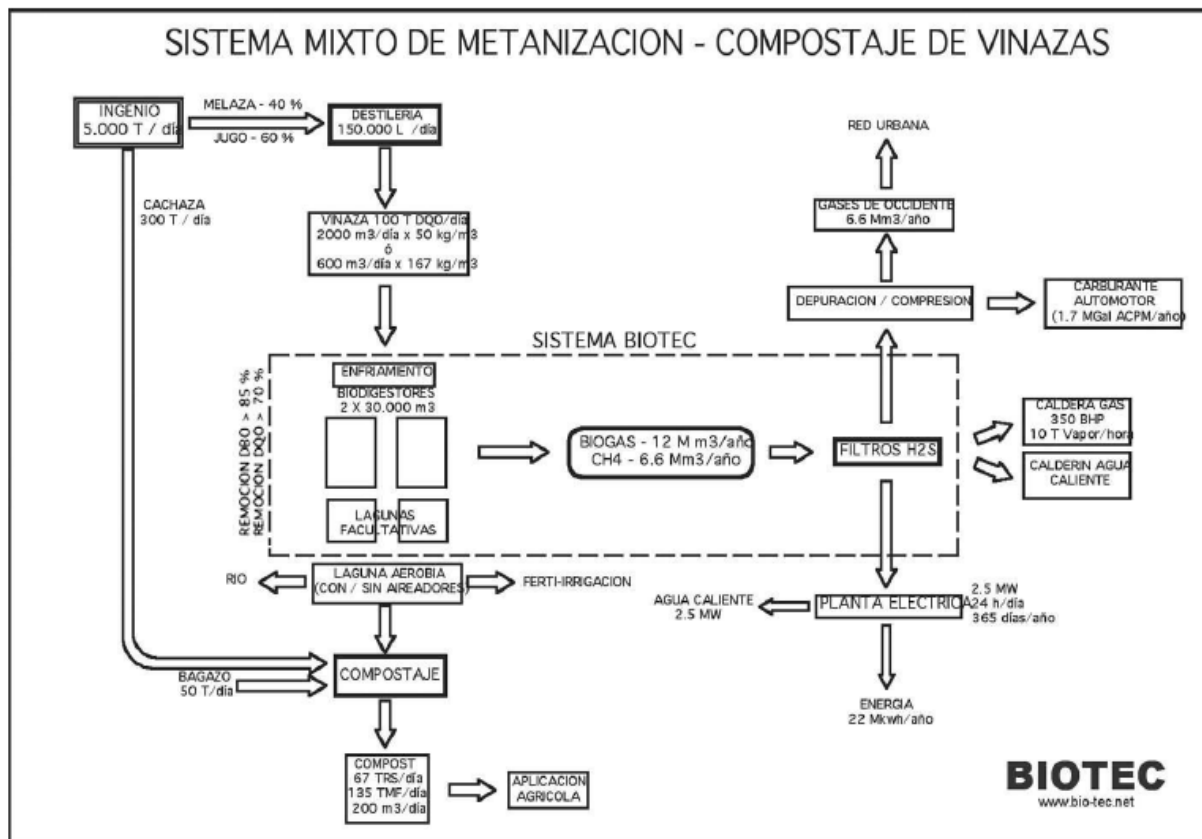 SISTEMA MIXTO DE METANIZACION - COMPOSTAJE DE VINAZAS
INGENIO
5.000 T / día
MELAZA - 40 %
JUGO - 60 %
DESTILERIA
150.000 L /día
CACHAZA
300 T / día
VINAZA 100 T DQO/día
2000 m3/día x 50 kg/m3
ó
600 m3/día x 167 kg/m3
RED URBANA
GASES DE OCCIDENTE
6.6 Mm3/año
DEPURACION / COMPRESION
CARBURANTE
AUTOMOTOR
(1.7 MGal ACPM/año)
SISTEMA BIOTEC
REMOCION DBO > 85 %
REMOCION DQO > 70 %
ENFRIAMIENTO
BIODIGESTORES
2 X 30.000 m3
BIOGAS - 12 M m3/año
CH4 - 6.6 Mm3/año
FILTROS H2S
CALDERA GAS
350 BHP
10 T Vapor/hora
CALDERIN AGUA
CALIENTE
LAGUNAS
FACULTATIVAS
RIO
LAGUNA AEROBIA
(CON / SIN AIREADORES)
FERTI-IRRIGACION
AGUA CALIENTE
2.5 MW
PLANTA ELECTRICA
2.5 MW
24 h/día
365 días/año
BAGAZO
50 T/día
COMPOSTAJE
ENERGIA
22 Mkwh/año
COMPOST
67 TRS/día
135 TMF/día
200 m3/dia
APLICACION
AGRICOLA
BIOTEC
www.bio-tec.net